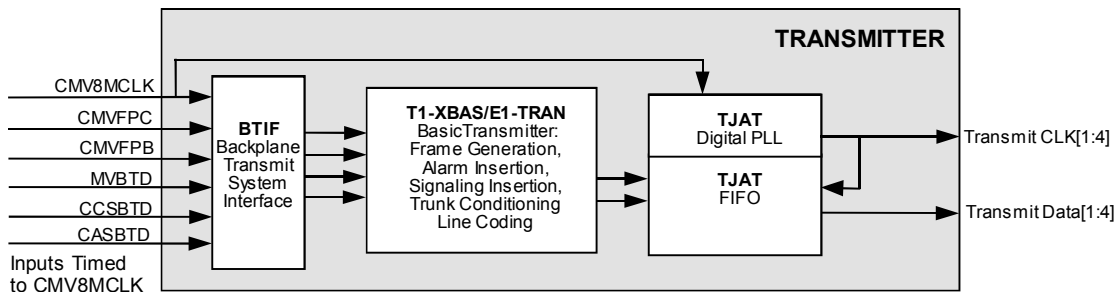 TRANSMITTER
CMV8MCLK
CMVFPC
CMVFPB
MVBTD
CCSBTD
CASBTD
Inputs Timed
to CMV8MCLK
BTIF
Backplane
Transmit
System
Interface
T1-XBAS/E1-TRAN
BasicTransmitter:
Frame Generation,
Alarm Insertion,
Signaling Insertion,
Trunk Conditioning
Line Coding
TJAT
Digital PLL
TJAT
FIFO
Transmit CLK[1:4]
Transmit Data[1:4]